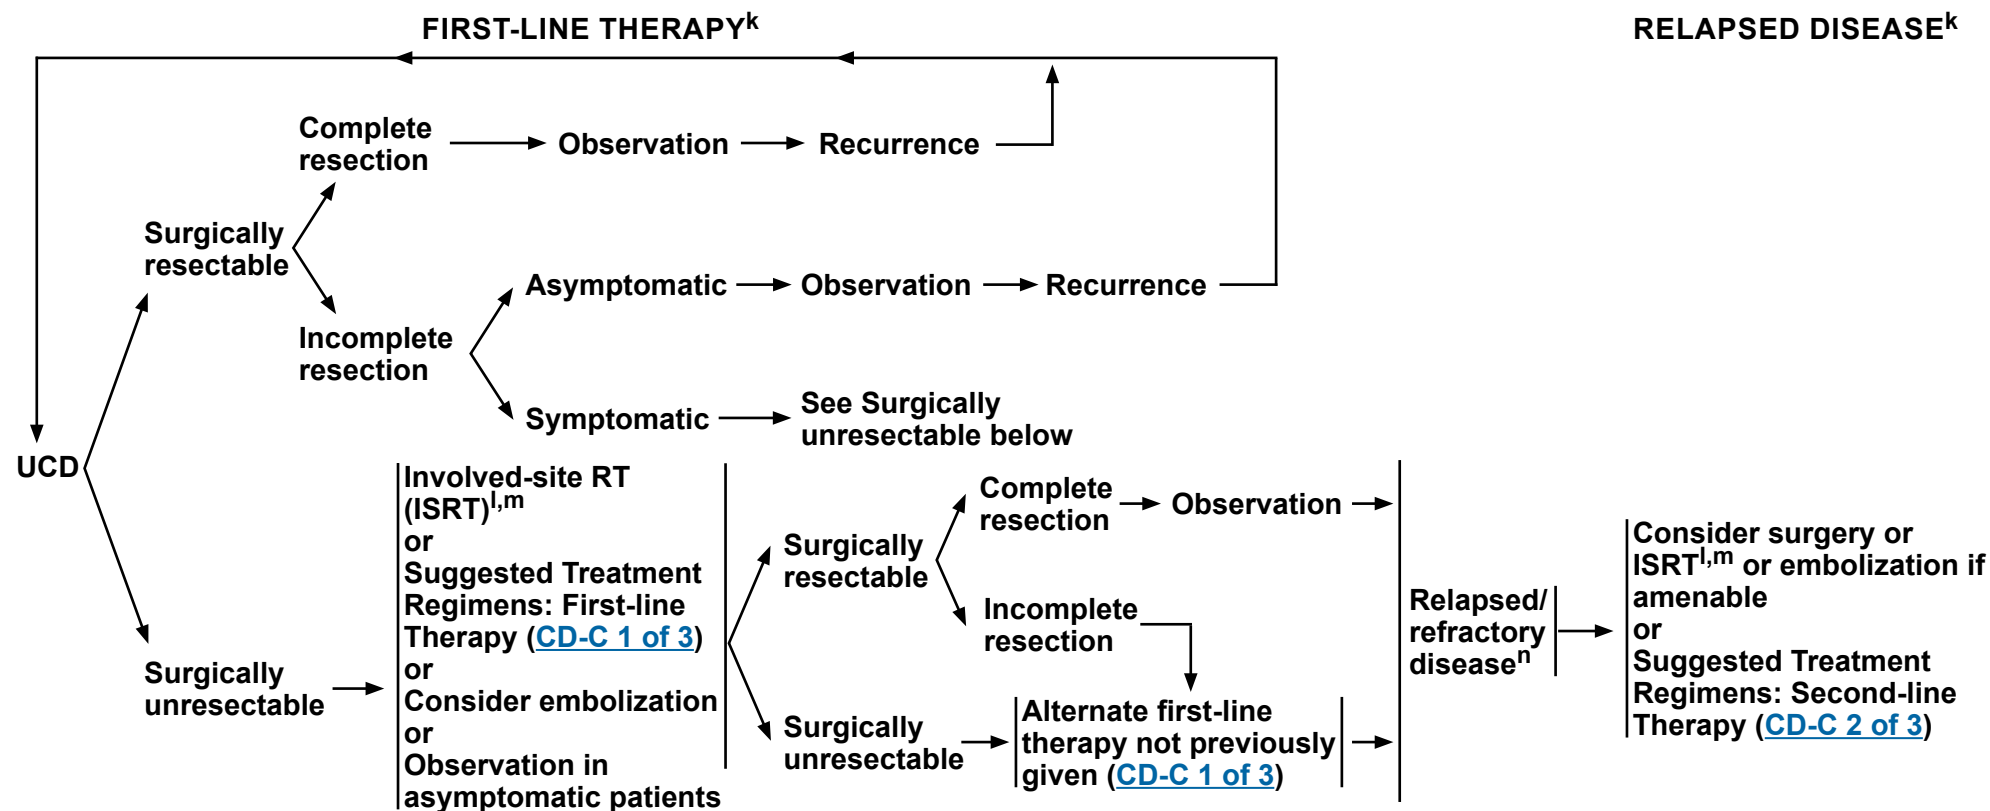 FIRST-LINE THERAPYk
RELAPSED DISEASEk
Complete
resection
Observation
Recurrence
Surgically
resectable
Asymptomatic
Observation
Recurrence
Incomplete
resection
Symptomatic
See Surgically
unresectable below
UCD
Surgically
unresectable
Involved-site RT
(ISRT)l,m
or
Suggested Treatment
Regimens: First-line
Therapy (CD-C 1 of 3)
or
Consider embolization
or
Observation in
asymptomatic patients
Surgically
resectable
Complete
resection
Observation
Incomplete
resection
Surgically
unresectable
Alternate first-line
therapy not previously
given (CD-C 1 of 3)
Relapsed/
refractory
diseasen
Consider surgery or
ISRTl,m or embolization if
amenable
or
Suggested Treatment
Regimens: Second-line
Therapy (CD-C 2 of 3)